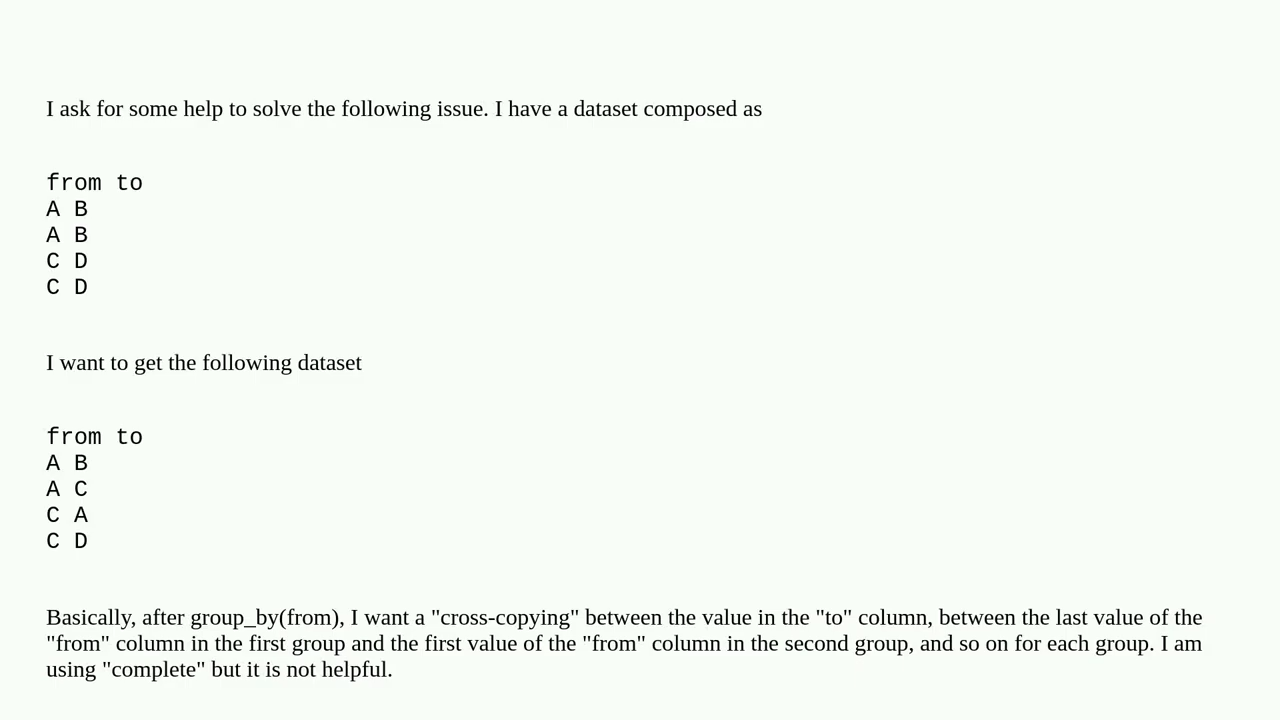 I ask for some help to solve the following issue. I have a dataset composed as
from to
A B
A B
C D
C D
I want to get the following dataset
from to
A B
A C
C A
C D
Basically, after group_by(from), I want a "cross-copying" between the value in the "to" column, between the last value of the
"from" column in the first group and the first value of the "from" column in the second group, and so on for each group. I am
using "complete" but it is not helpful.